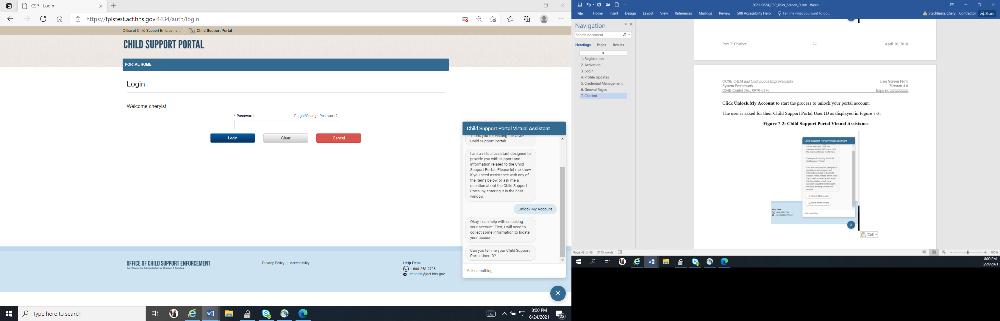 CSP - Login
https://fplstest.acf.hhs.gov:4434/auth/login
Office of Child Support Enforcement
Child Support Portal
CHILD SUPPORT PORTAL
PORTAL HOME
Login
Welcome cherylst
* Password
Forgot/Change Password?
Login
Clear
Cancel
Child Support Portal Virtual Assistant
Thank you for visiting the OCSE
Child Support Portal!
I am a virtual assistant designed to
provide you with support and
information related to the Child
Support Portal. Please let me know
if you need assistance with any of
the items below or ask me a
question about the Child Support
Portal by entering it in the chat
window.
Unlock My Account
Okay, I can help with unlocking
your account. First, I will need to
collect some information to locate
your account.
Can you tell me your Child Support
Portal User ID?
Ask something...
OFFICE OF CHILD SUPPORT ENFORCEMENT
An Office of the Administration for Children & Families
Privacy Policy | Accessibility
Help Desk
1-800-258-2736
csportal@acf.hhs.gov
Type here to search
8:00 PM
6/24/2021
22
2021-0624_CSP_USer_Screen_FLow - Word
File Home Insert Design Layout References Mailings Review View 508 Accessiblity Help Tell me what you want to do...
Stachlinski, Cheryl Contractor
Share
Navigation
Search document
Headings Pages Results
1. Registration
2. Activation
3. Login
4. Profile Updates
5. Credential Management
6. General Pages
7. Chatbot
Part 7: Chatbot 7-1 April 16, 2018
OCSE O&M and Continuous Improvements User Screen Flow
System Framework Version 4.0
OMB Contol No.: 0970-0370 Expires: xx/xx/xxxx
Click Unlock My Account to start the process to unlock your portal account.
The user is asked for their Child Support Portal User ID as displayed in Figure 7-3.
Figure 7-2: Child Support Portal Virtual Assistance
Child Support Portal Virtual Assistant
Virtual Assistant. Click this
message to chat with me, or click
the chat icon to hide me for now.
Thank you for visiting the OCSE
Child Support Portal!
I am a virtual assistant designed to
provide you with support and
information related to the Child
Support Portal. Please let me know
if you need assistance with any of
the items below or ask me a
question about the Child Support
Portal by entering it in the chat
window.
Unlock My Account
Reset My Password
Ask something...
Help Desk
1-800-258-2736
csportal@acf.hhs.gov
(Ctrl)
Page 43 of 43 3175 words
100%
8:00 PM
6/24/2021